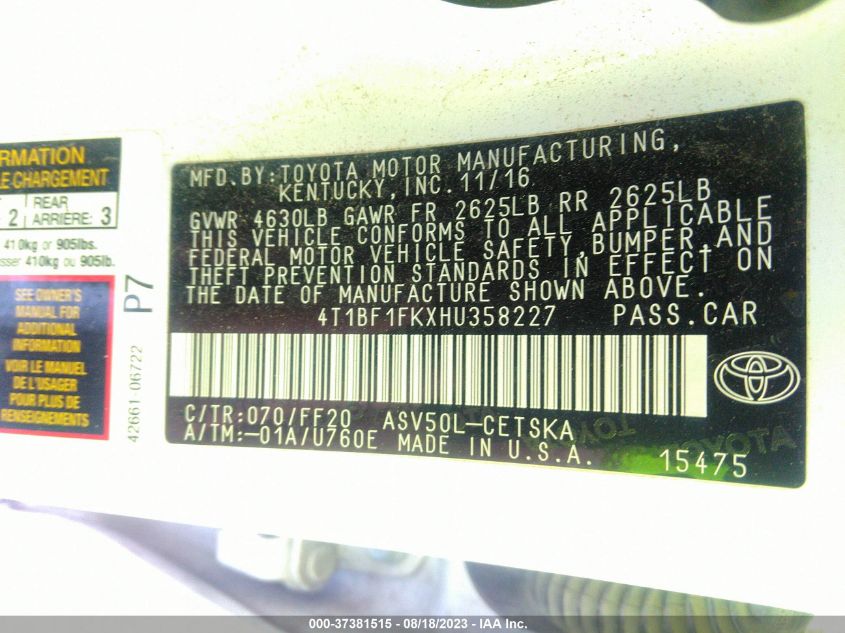 RMATION
E CHARGEMENT
2 REAR ARRIÈRE: 3
410kg or 905lbs.
sser 410kg ou 905lb.
SEE OWNER'S
MANUAL FOR
ADDITIONAL
INFORMATION
VOIR LE MANUEL
DE L'USAGER
POUR PLUS DE
RENSEIGNEMENTS
P7
42661-06722
MFD.BY:TOYOTA MOTOR MANUFACTURING,
KENTUCKY,INC.11/16
GVWR 4630LB GAWR FR 2625LB RR 2625LB
THIS VEHICLE CONFORMS TO ALL APPLICABLE
FEDERAL MOTOR VEHICLE SAFETY,BUMPER,AND
THEFT PREVENTION STANDARDS IN EFFECT ON
THE DATE OF MANUFACTURE SHOWN ABOVE.
4T1BF1FKXHU358227 PASS.CAR
C/TR:070/FF20 ASV50L-CETSKA
A/TM:-01A/U760E MADE IN U.S.A.
15475
TOYOTA
000-37381515 - 08/18/2023 - IAA Inc.